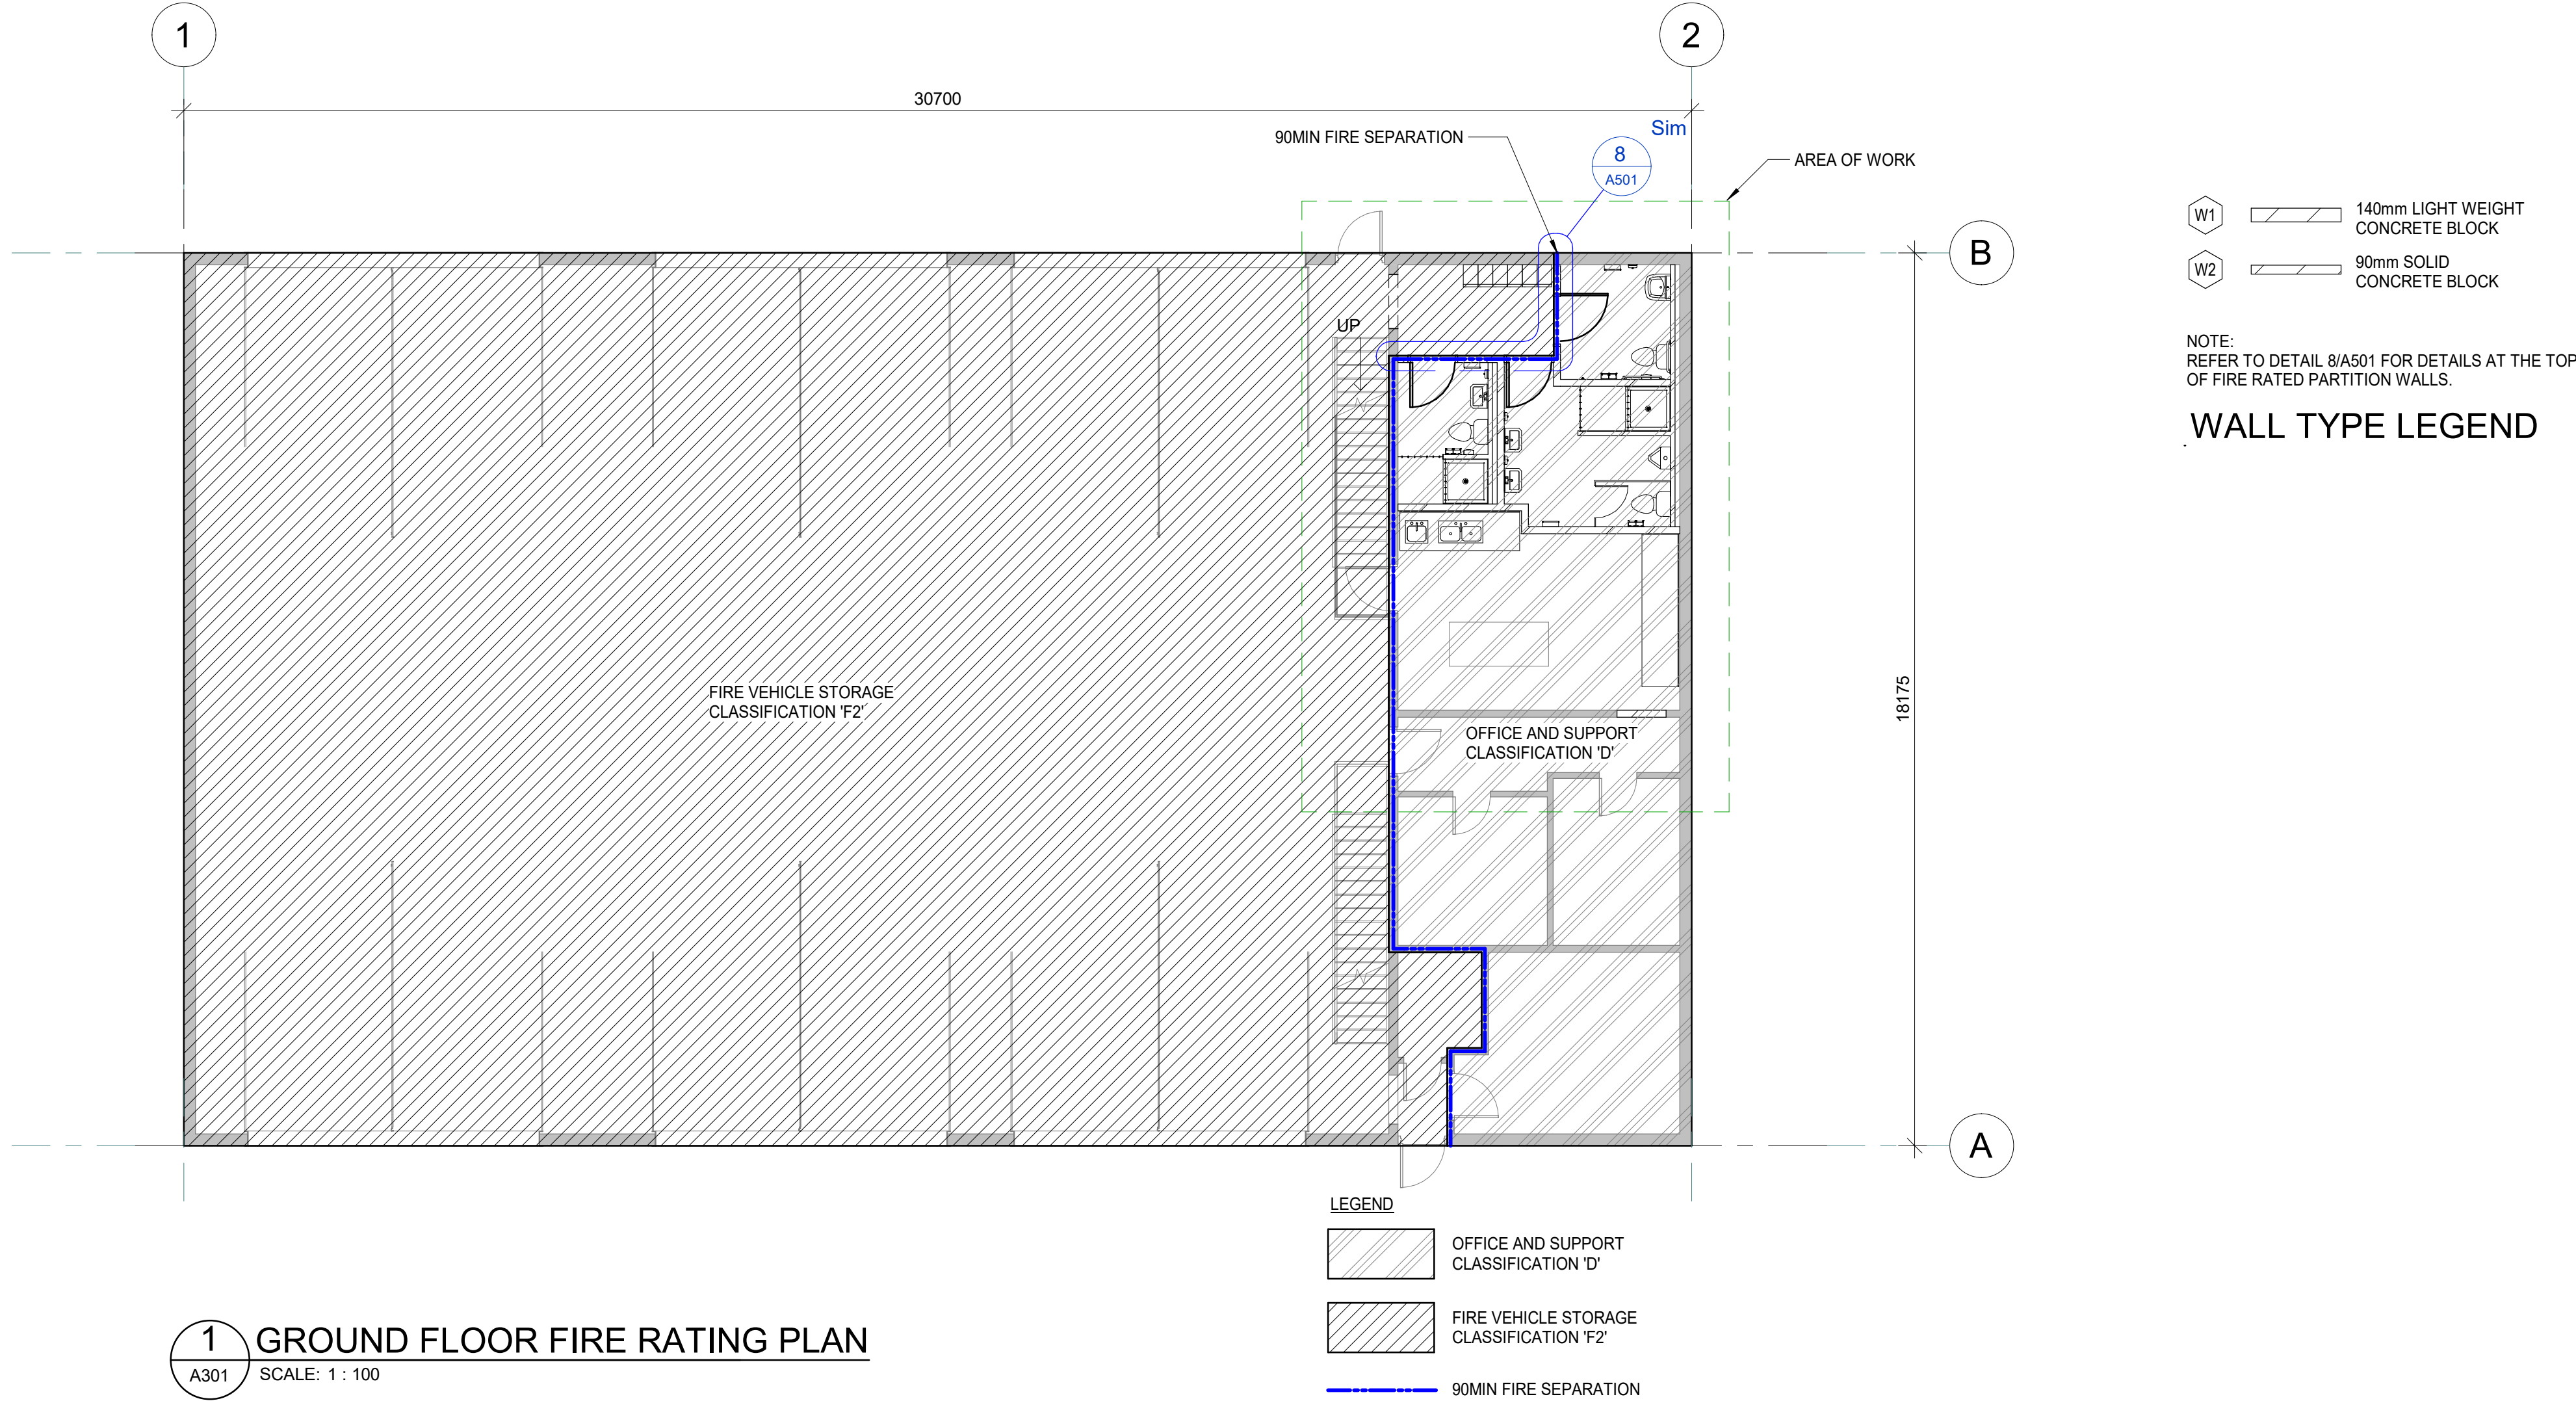 1
2
30700
Sim
90MIN FIRE SEPARATION
8
A501
AREA OF WORK
W1
140mm LIGHT WEIGHT
CONCRETE BLOCK
W2
90mm SOLID
CONCRETE BLOCK
B
UP
NOTE:
REFER TO DETAIL 8/A501 FOR DETAILS AT THE TOP
OF FIRE RATED PARTITION WALLS.
WALL TYPE LEGEND
FIRE VEHICLE STORAGE
CLASSIFICATION 'F2'
18175
OFFICE AND SUPPORT
CLASSIFICATION 'D'
A
LEGEND
OFFICE AND SUPPORT
CLASSIFICATION 'D'
FIRE VEHICLE STORAGE
CLASSIFICATION 'F2'
90MIN FIRE SEPARATION
1
A301
GROUND FLOOR FIRE RATING PLAN
SCALE: 1 : 100